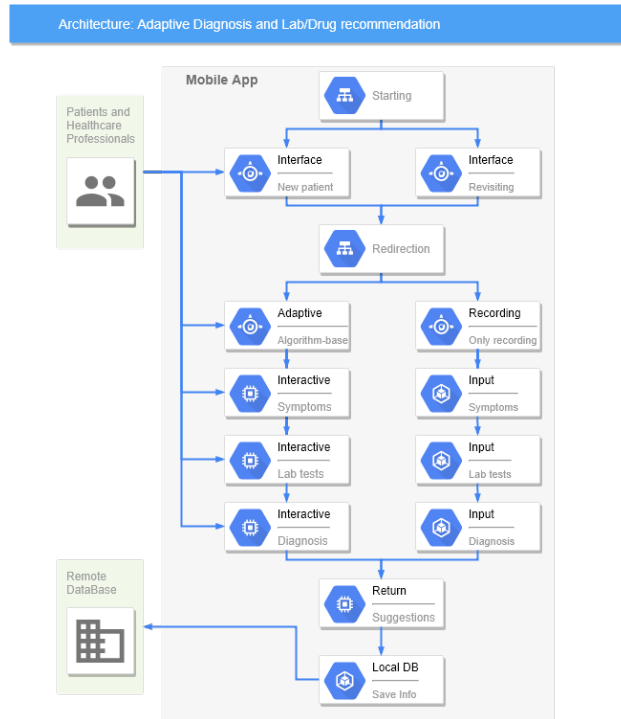 Architecture: Adaptive Diagnosis and Lab/Drug recommendation
Mobile App
Patients and
Healthcare
Professionals
Starting
Interface
New patient
Interface
Revisiting
Redirection
Adaptive
Algorithm-base
Recording
Only recording
Interactive
Symptoms
Input
Symptoms
Interactive
Lab tests
Input
Lab tests
Interactive
Diagnosis
Input
Diagnosis
Remote
DataBase
Return
Suggestions
Local DB
Save Info